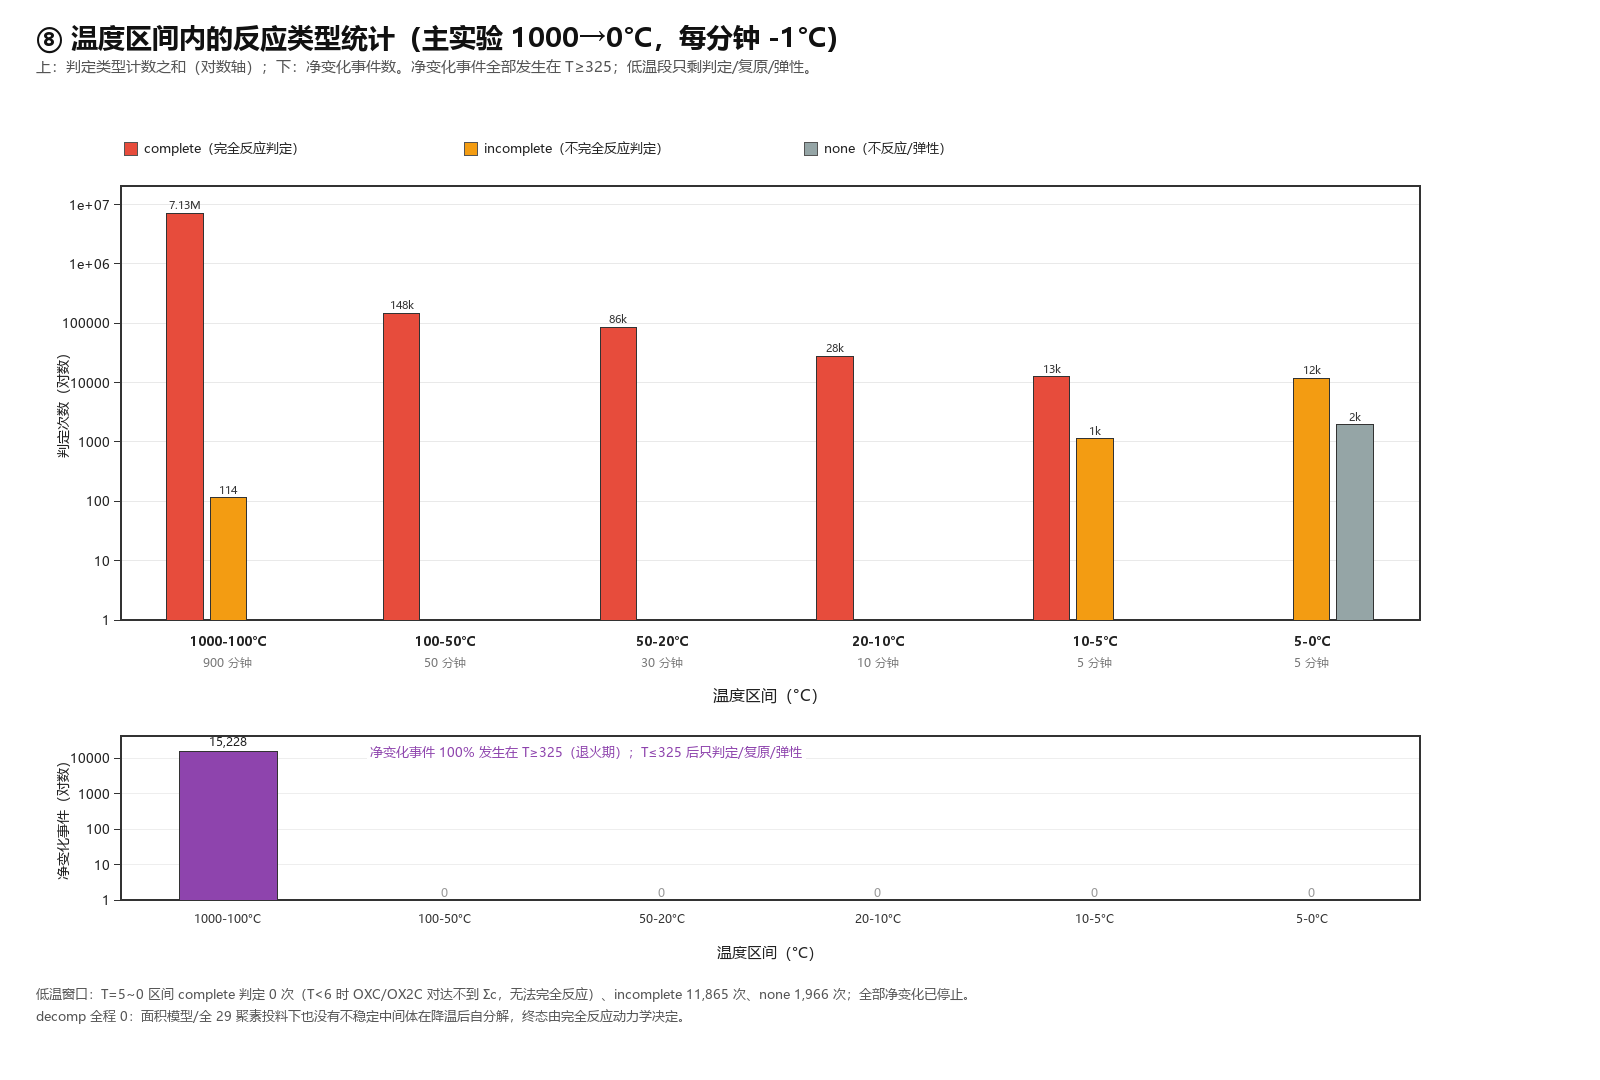 ⑧ 温度区间内的反应类型统计（主实验 1000→0℃，每分钟 -1℃）
上：判定类型计数之和（对数轴）；下：净变化事件数。净变化事件全部发生在 T≥325；低温段只剩判定/复原/弹性。
complete（完全反应判定） incomplete（不完全反应判定） none（不反应/弹性）
判定次数（对数）
1e+07
1e+06
100000
10000
1000
100
10
1
7.13M
114
148k
86k
28k
13k
1k
12k
2k
1000-100℃ 100-50℃ 50-20℃ 20-10℃ 10-5℃ 5-0℃
900 分钟 50 分钟 30 分钟 10 分钟 5 分钟 5 分钟
温度区间（℃）
净变化事件（对数）
10000
1000
100
10
1
15,228
净变化事件 100% 发生在 T≥325（退火期）；T≤325 后只判定/复原/弹性
0 0 0 0 0
1000-100℃ 100-50℃ 50-20℃ 20-10℃ 10-5℃ 5-0℃
温度区间（℃）
低温窗口：T=5~0 区间 complete 判定 0 次（T<6 时 OXC/OX2C 对达不到 Σc，无法完全反应）、incomplete 11,865 次、none 1,966 次；全部净变化已停止。
decomp 全程 0：面积模型/全 29 聚素投料下也没有不稳定中间体在降温后自分解，终态由完全反应动力学决定。